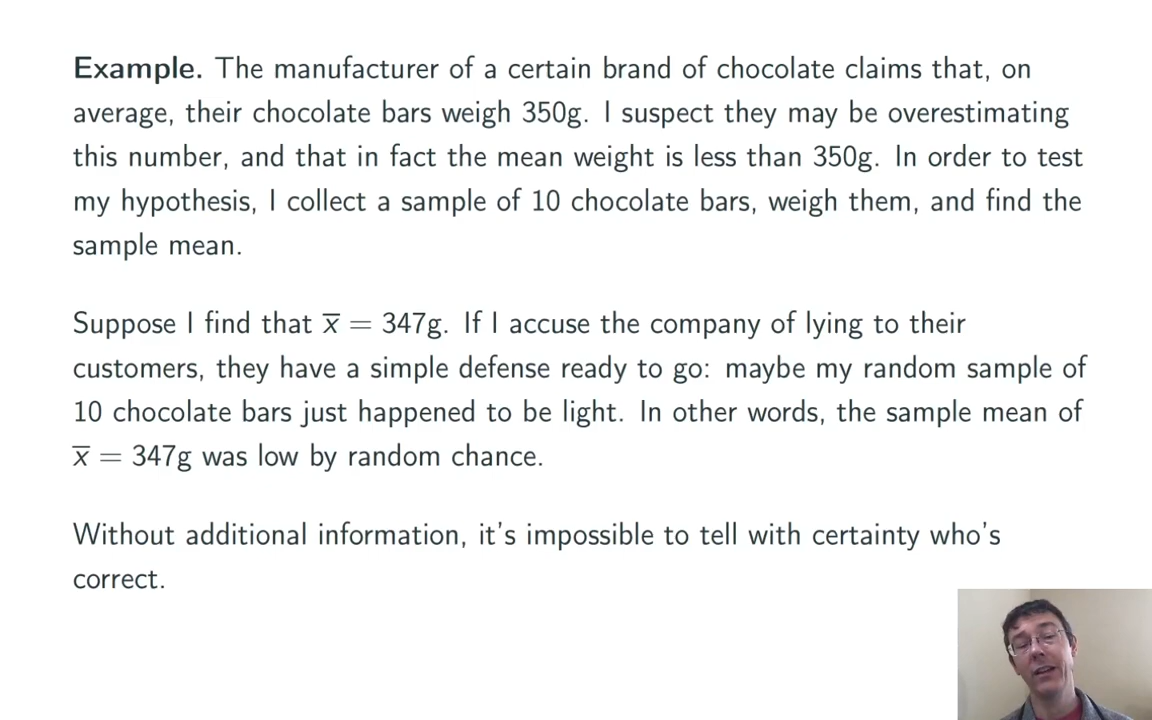 Example. The manufacturer of a certain brand of chocolate claims that, on
average, their chocolate bars weigh 350g. I suspect they may be overestimating
this number, and that in fact the mean weight is less than 350g. In order to test
my hypothesis, I collect a sample of 10 chocolate bars, weigh them, and find the
sample mean.
Suppose I find that x̅ = 347g. If I accuse the company of lying to their
customers, they have a simple defense ready to go: maybe my random sample of
10 chocolate bars just happened to be light. In other words, the sample mean of
x̅ = 347g was low by random chance.
Without additional information, it's impossible to tell with certainty who's
correct.